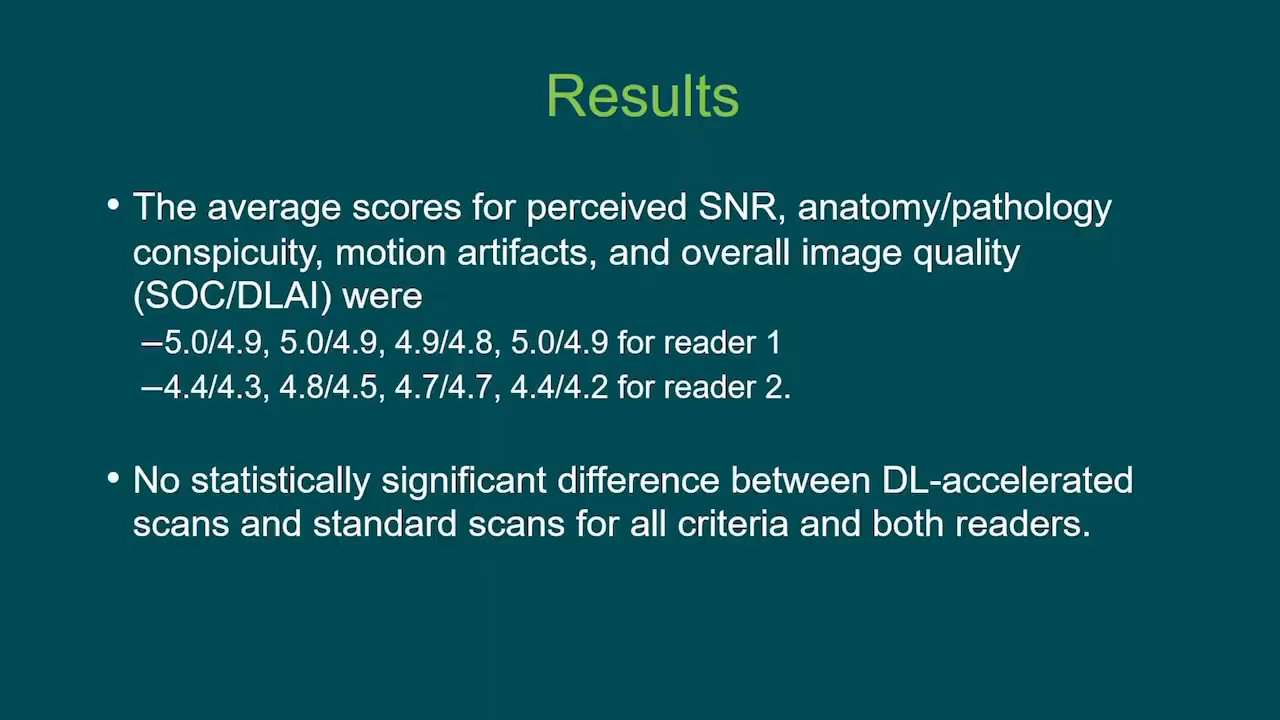 Results
• The average scores for perceived SNR, anatomy/pathology
conspicuity, motion artifacts, and overall image quality
(SOC/DLAI) were
–5.0/4.9, 5.0/4.9, 4.9/4.8, 5.0/4.9 for reader 1
–4.4/4.3, 4.8/4.5, 4.7/4.7, 4.4/4.2 for reader 2.
• No statistically significant difference between DL-accelerated
scans and standard scans for all criteria and both readers.